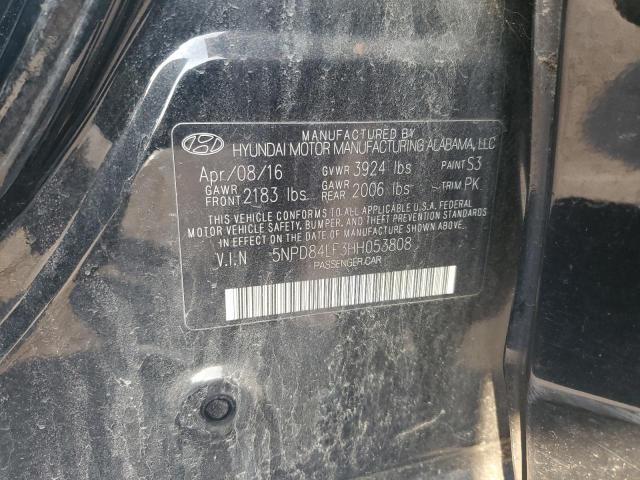 MANUFACTURED BY
HYUNDAI MOTOR MANUFACTURING ALABAMA, LLC
Apr/08/16 GVWR 3924 lbs PAINT S3
GAWR FRONT 2183 lbs GAWR REAR 2006 lbs TRIM PK
THIS VEHICLE CONFORMS TO ALL APPLICABLE U.S.A. FEDERAL
MOTOR VEHICLE SAFETY, BUMPER, AND THEFT PREVENTION
STANDARDS IN EFFECT ON THE DATE OF MANUFACTURE SHOWN
ABOVE.
V.I.N 5NPD84LF3HH053808
PASSENGER CAR